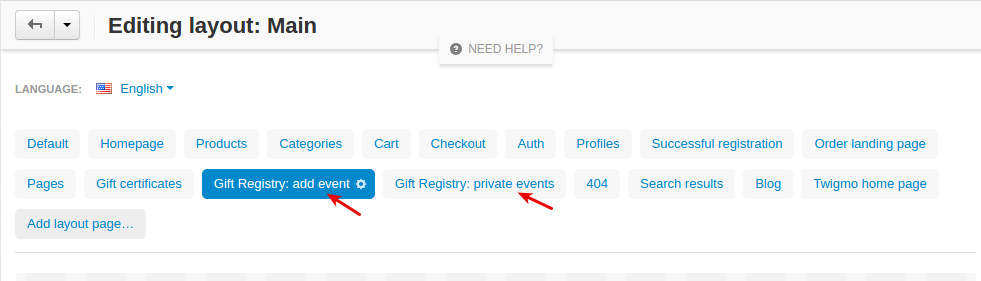 Editing layout: Main
NEED HELP?
LANGUAGE: English
Default Homepage Products Categories Cart Checkout Auth Profiles Successful registration Order landing page
Pages Gift certificates Gift Registry: add event Gift Registry: private events 404 Search results Blog Twigmo home page
Add layout page…